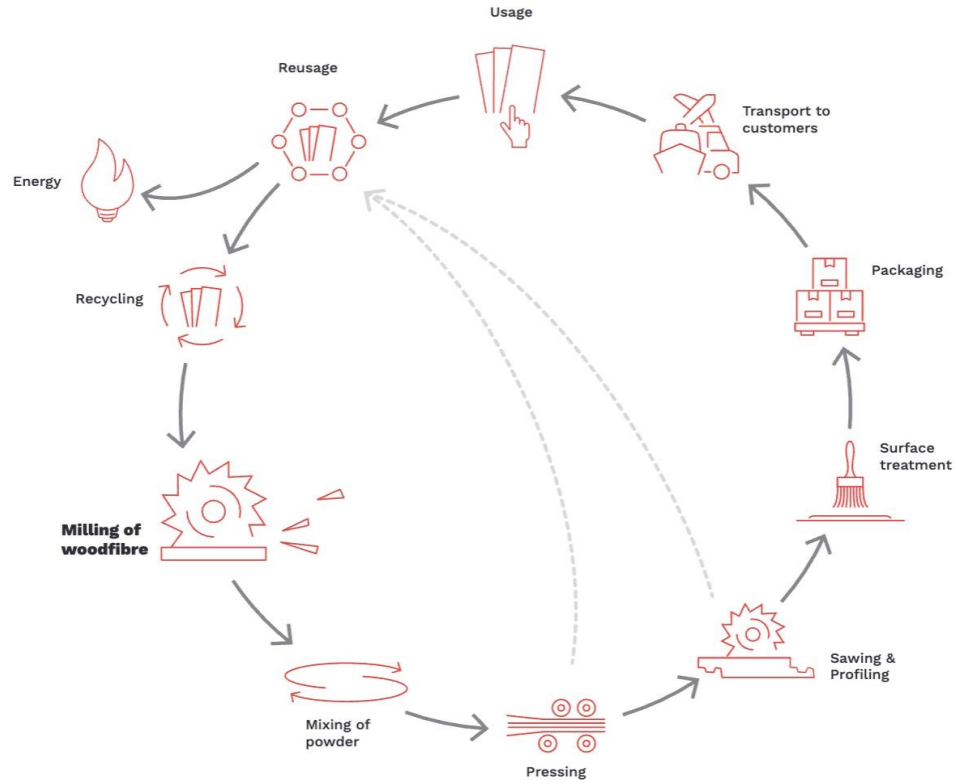 Usage
Reusage
Transport to
customers
Energy
Packaging
Recycling
Surface
treatment
Milling of
woodfibre
Sawing &
Profiling
Mixing of
powder
Pressing